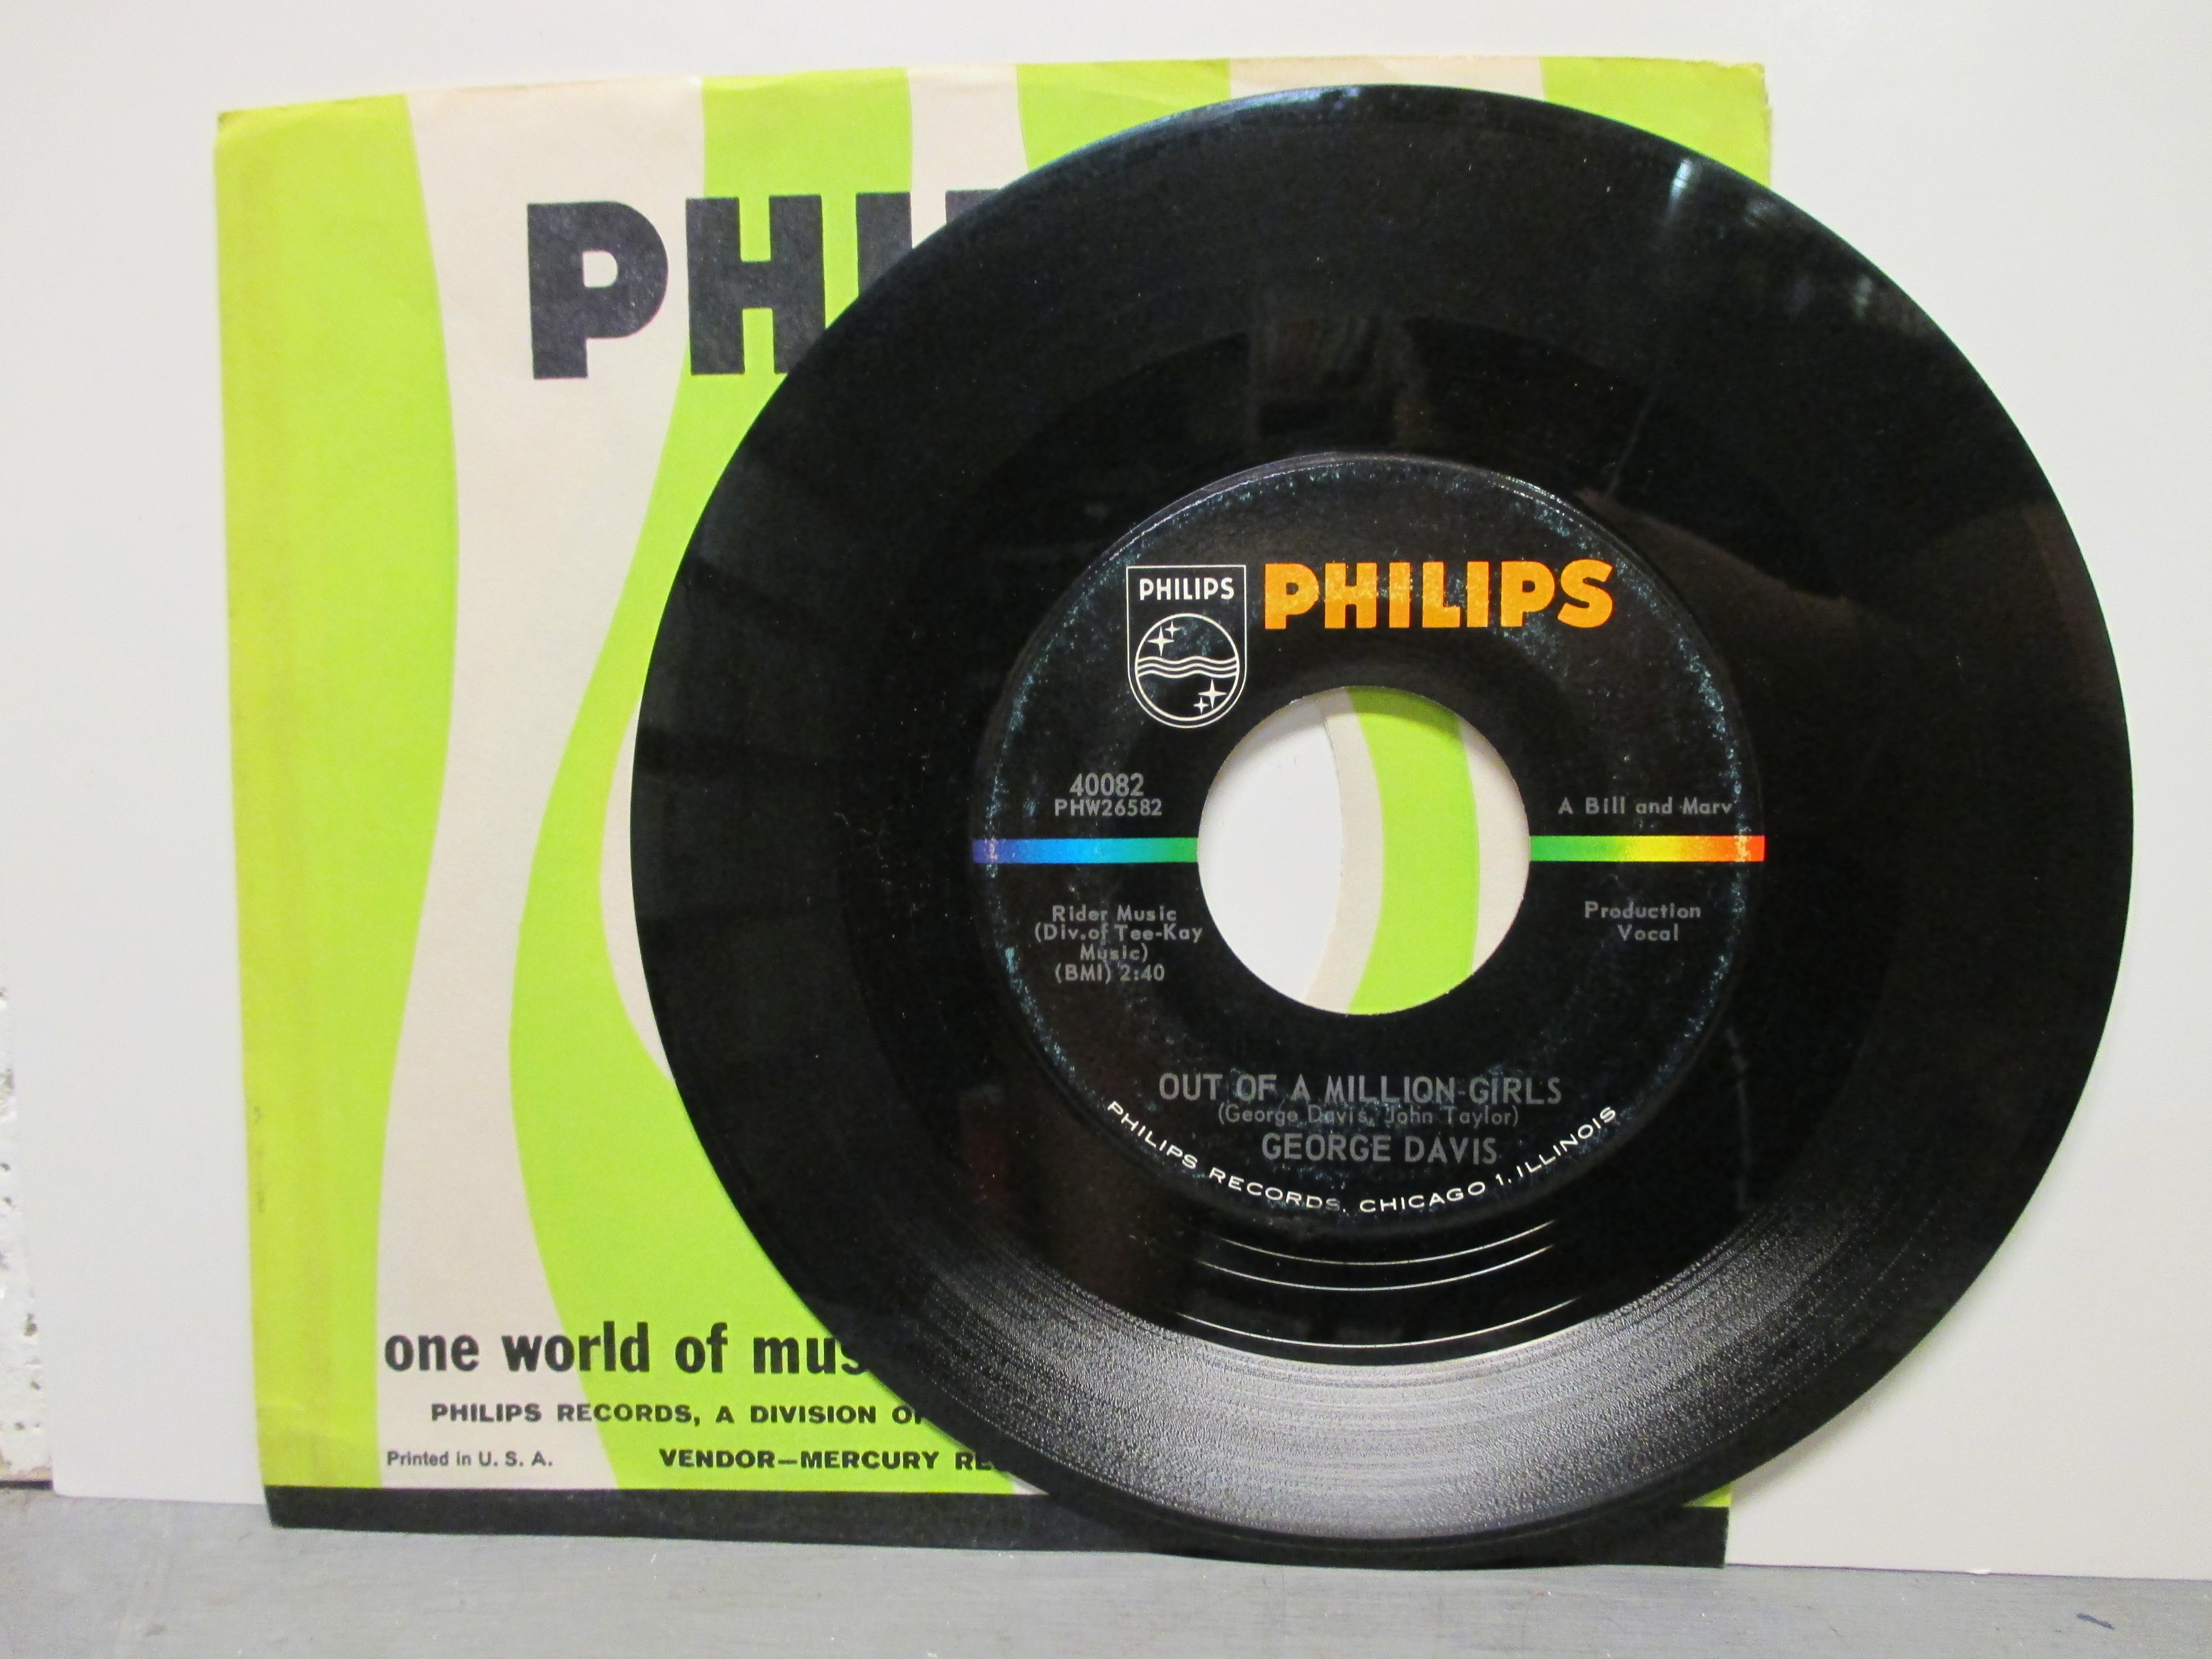 PHI
one world of mus
PHILIPS RECORDS, A DIVISION O
Printed in U. S. A.
VENDOR—MERCURY RE
PHILIPS
PHILIPS
40082
PHW26582
A Bill and Marv
Rider Music
(Div.of Tee-Kay
Music)
(BMI) 2:40
Production
Vocal
OUT OF A MILLION GIRLS
(George Davis, John Taylor)
GEORGE DAVIS
PHILIPS RECORDS, CHICAGO 1, ILLINOIS